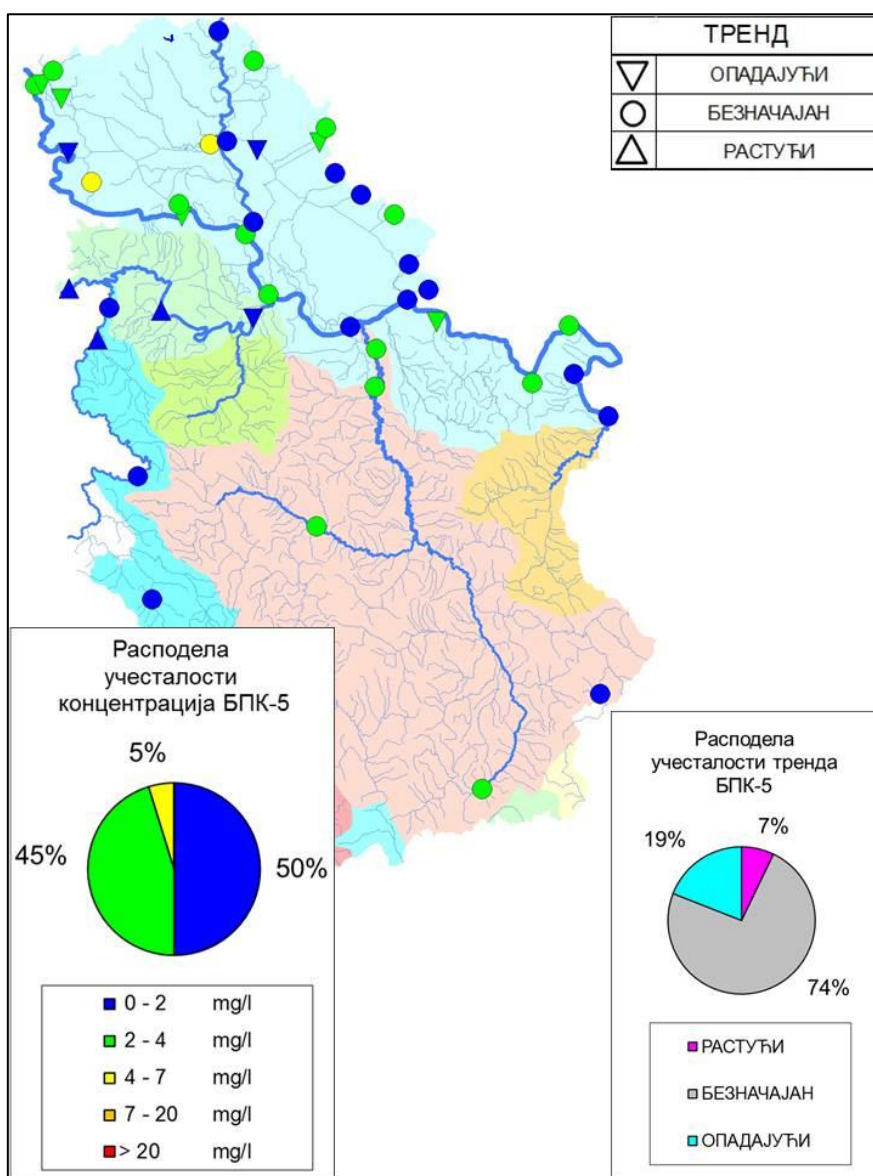 ТРЕНД
ОПАДАЈУЋИ
БЕЗНАЧАЈАН
РАСТУЋИ
Расподела
учесталости
концентрација БПК-5
5%
45%
50%
0 - 2 mg/l
2 - 4 mg/l
4 - 7 mg/l
7 - 20 mg/l
> 20 mg/l
Расподела
учесталости тренда
БПК-5
7%
19%
74%
РАСТУЋИ
БЕЗНАЧАЈАН
ОПАДАЈУЋИ